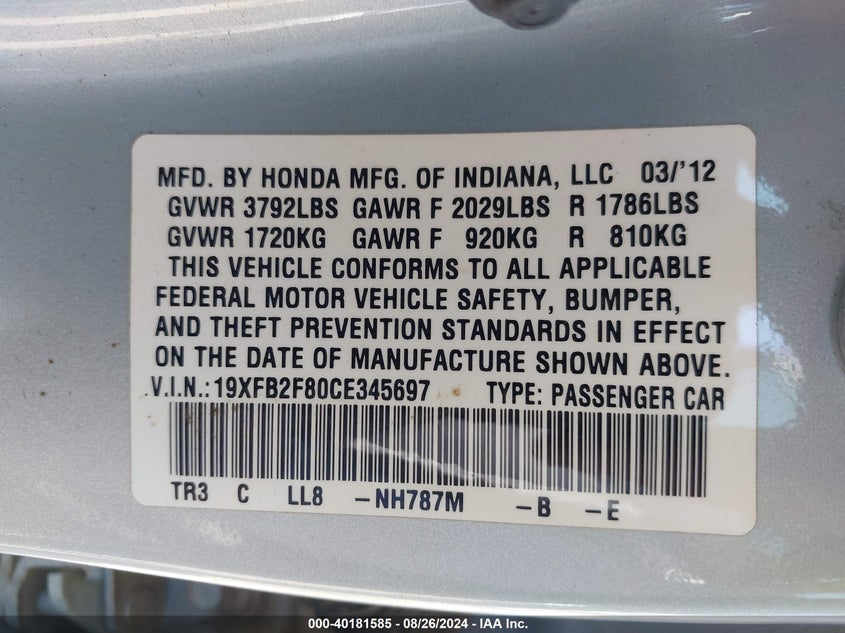 MFD. BY HONDA MFG. OF INDIANA, LLC 03/'12
GVWR 3792LBS GAWR F 2029LBS R 1786LBS
GVWR 1720KG GAWR F 920KG R 810KG
THIS VEHICLE CONFORMS TO ALL APPLICABLE
FEDERAL MOTOR VEHICLE SAFETY, BUMPER,
AND THEFT PREVENTION STANDARDS IN EFFECT
ON THE DATE OF MANUFACTURE SHOWN ABOVE.
V.I.N.: 19XFB2F80CE345697 TYPE: PASSENGER CAR
TR3 C LL8 -NH787M -B -E
000-40181585 - 08/26/2024 - IAA Inc.